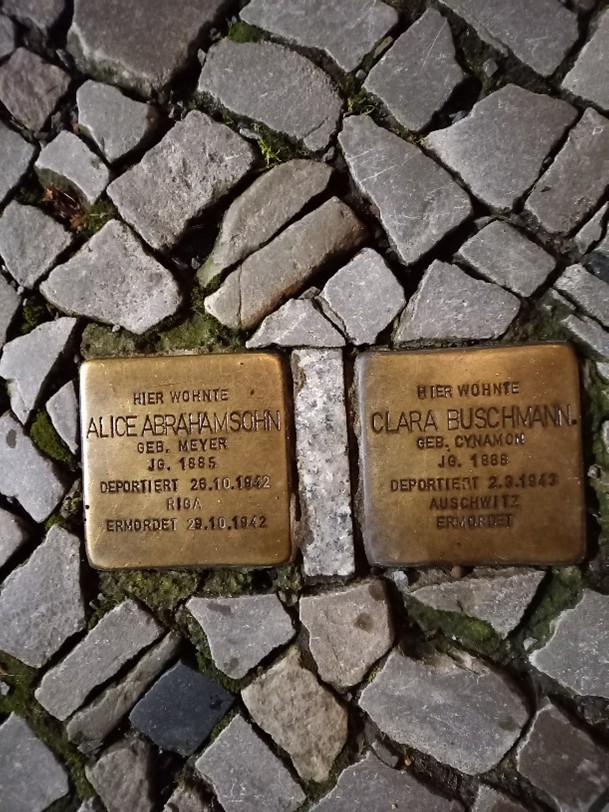 HIER WOHNTE
ALICE ABRAHAMSOHN
GEB. MEYER
JG. 1885
DEPORTIERT 26.10.1942
RIGA
ERMORDET 29.10.1942
HIER WOHNTE
CLARA BUSCHMANN
GEB. CYNAMON
JG. 1888
DEPORTIERT 2.3.1943
AUSCHWITZ
ERMORDET